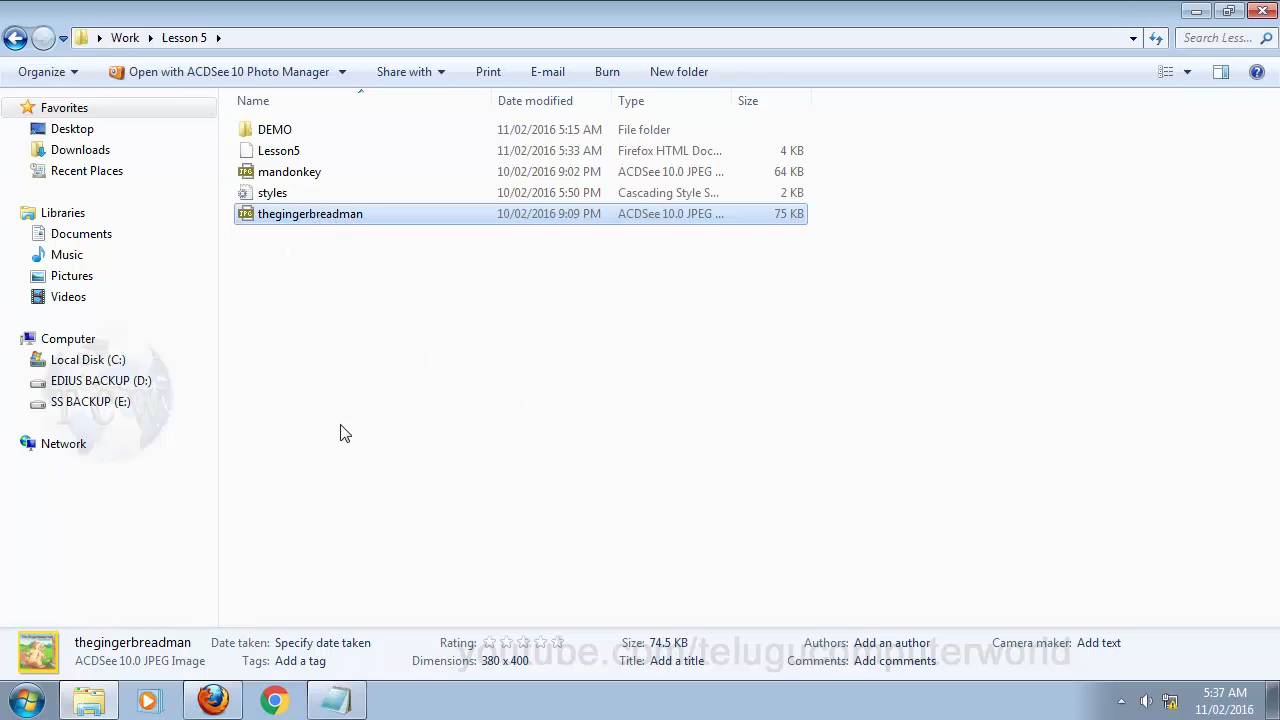 Work Lesson 5 Search Less...
Organize Open with ACDSee 10 Photo Manager Share with Print E-mail Burn New folder
Favorites
Desktop
Downloads
Recent Places
Libraries
Documents
Music
Pictures
Videos
Computer
Local Disk (C:)
EDIUS BACKUP (D:)
SS BACKUP (E:)
Network
Name Date modified Type Size
DEMO 11/02/2016 5:15 AM File folder
Lesson5 11/02/2016 5:33 AM Firefox HTML Doc... 4 KB
mandonkey 10/02/2016 9:02 PM ACDSee 10.0 JPEG ... 64 KB
styles 10/02/2016 5:50 PM Cascading Style S... 2 KB
thegingerbreadman 10/02/2016 9:09 PM ACDSee 10.0 JPEG ... 75 KB
thegingerbreadman Date taken: Specify date taken Rating: Size: 74.5 KB Authors: Add an author Camera maker: Add text
ACDSee 10.0 JPEG Image Tags: Add a tag Dimensions: 380 x 400 Title: Add a title Comments: Add comments
youtube.com/telugucomputerworld
5:37 AM
11/02/2016